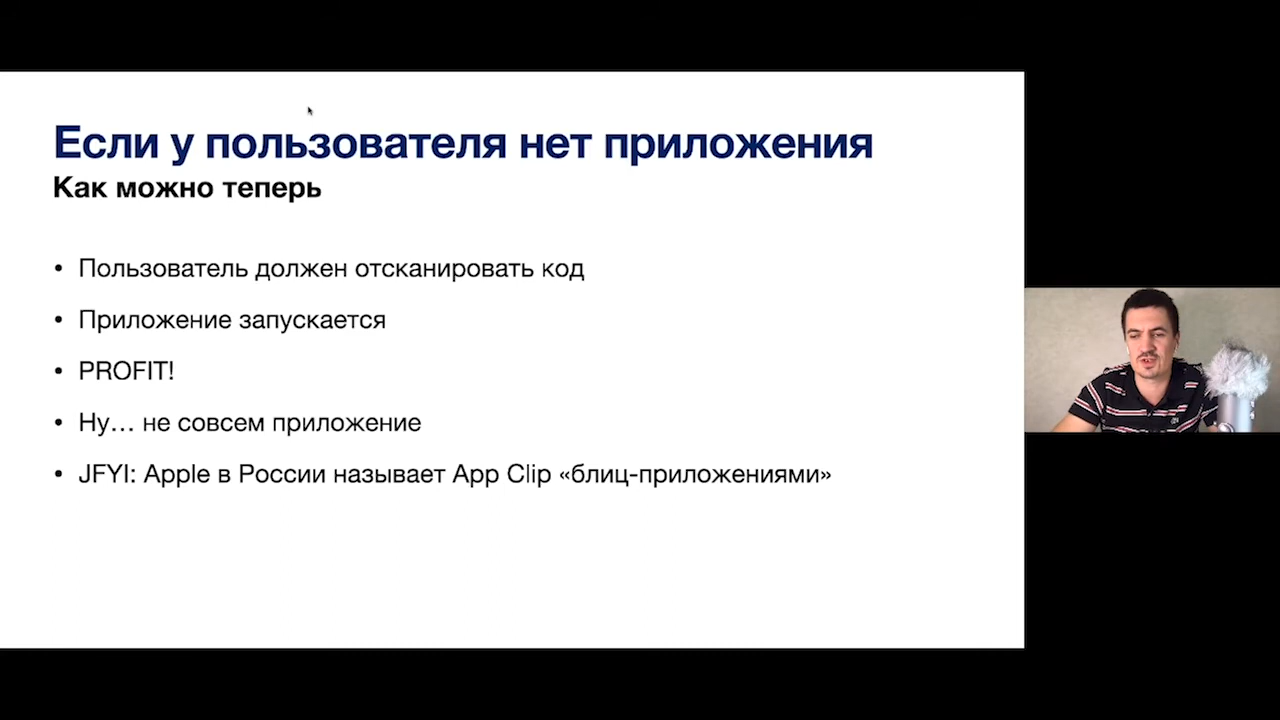 Если у пользователя нет приложения
Как можно теперь
• Пользователь должен отсканировать код
• Приложение запускается
• PROFIT!
• Ну… не совсем приложение
• JFYI: Apple в России называет App Clip «блиц-приложениями»